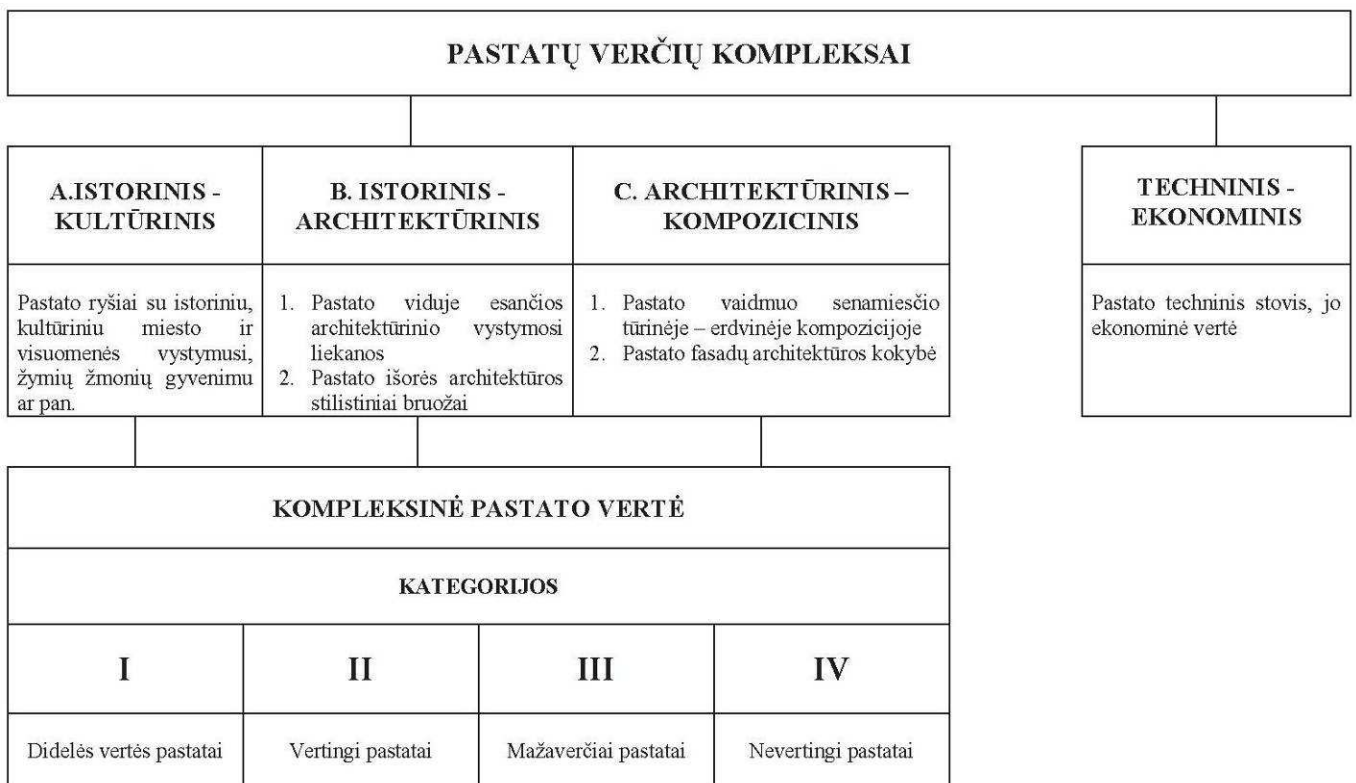 PASTATŲ VERČIŲ KOMPLEKSAI
A.ISTORINIS -
KULTŪRINIS
B. ISTORINIS -
ARCHITEKTŪRINIS
C. ARCHITEKTŪRINIS –
KOMPOZICINIS
TECHNINIS -
EKONOMINIS
Pastato ryšiai su istoriniu,
kultūriniu miesto ir
visuomenės vystymusi,
žymių žmonių gyvenimu
ar pan.
1. Pastato viduje esančios
architektūrinio vystymosi
liekanos
2. Pastato išorės architektūros
stilistiniai bruožai
1. Pastato vaidmuo senamiesčio
tūrinėje – erdvinėje kompozicijoje
2. Pastato fasadų architektūros kokybė
Pastato techninis stovis, jo
ekonominė vertė
KOMPLEKSINĖ PASTATO VERTĖ
KATEGORIJOS
I
II
III
IV
Didelės vertės pastatai
Vertingi pastatai
Mažaverčiai pastatai
Nevertingi pastatai